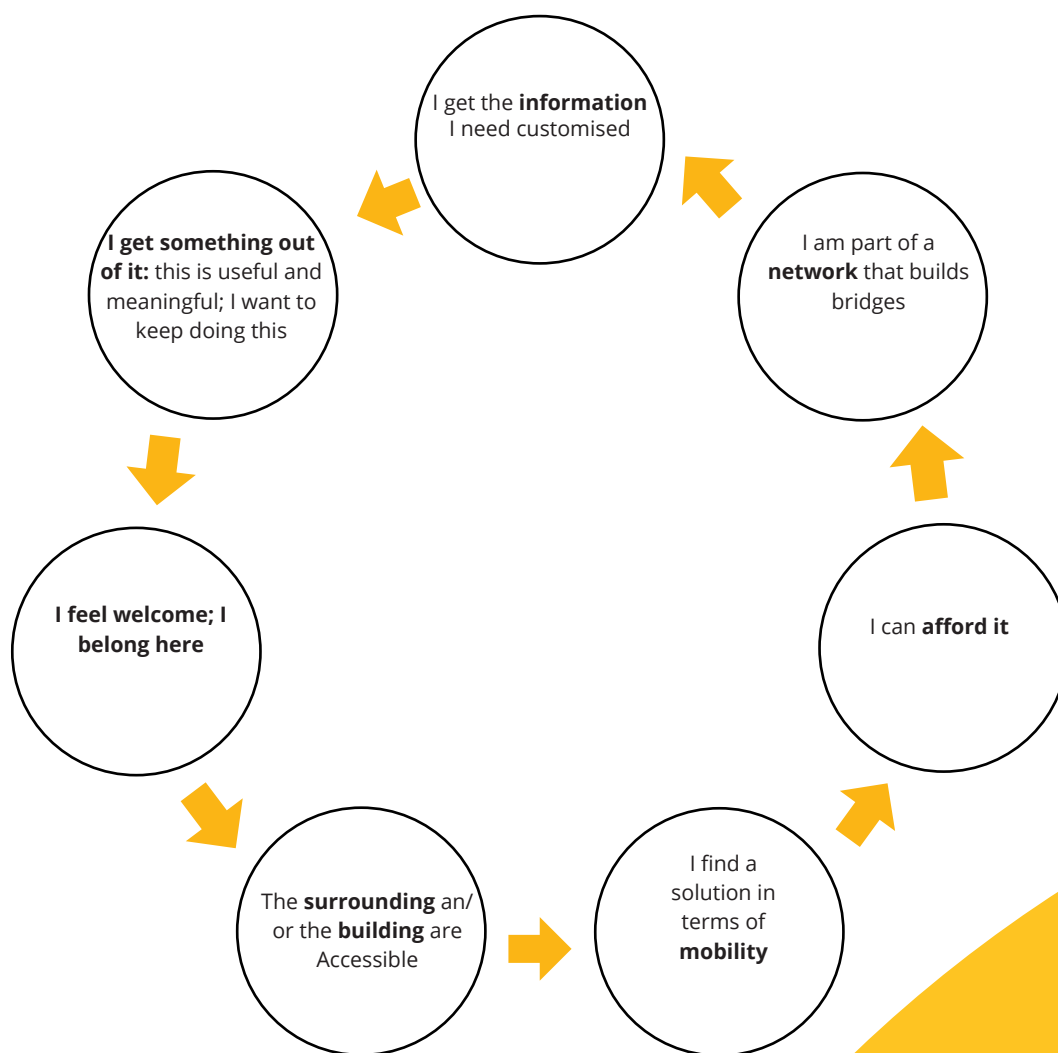 I get the information
I need customised
I get something out
of it: this is useful and
meaningful; I want to
keep doing this
I feel welcome; I
belong here
The surrounding an/
or the building are
Accessible
I find a
solution in
terms of
mobility
I can afford it
I am part of a
network that builds
bridges